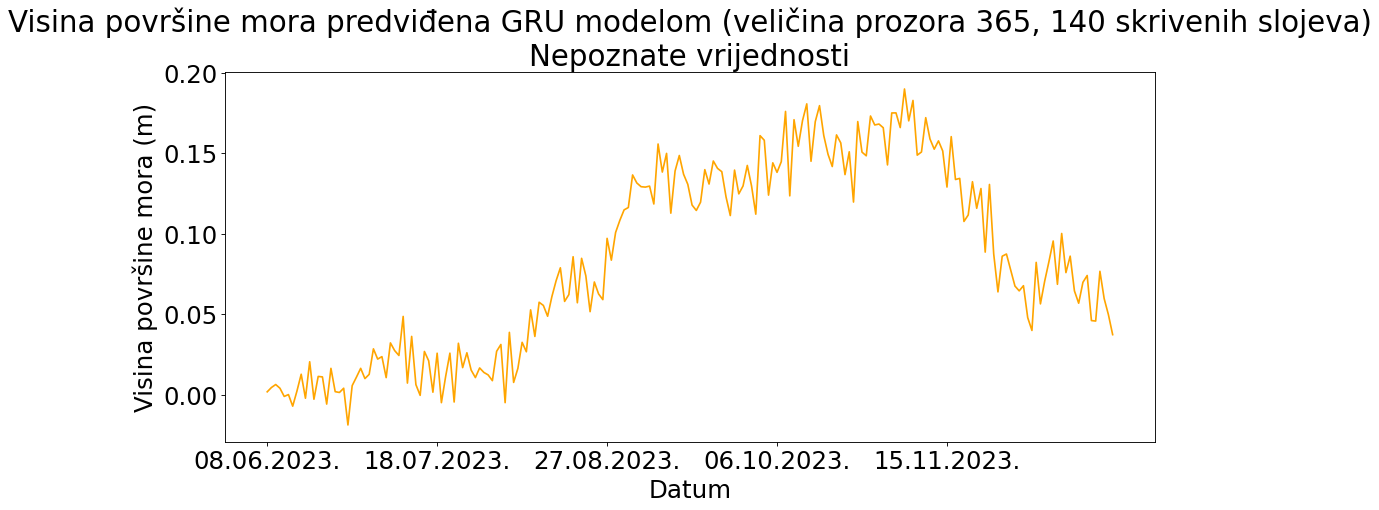 Visina površine mora predviđena GRU modelom (veličina prozora 365, 140 skrivenih slojeva)
Nepoznate vrijednosti
Visina površine mora (m)
0.20
0.15
0.10
0.05
0.00
08.06.2023. 18.07.2023. 27.08.2023. 06.10.2023. 15.11.2023.
Datum